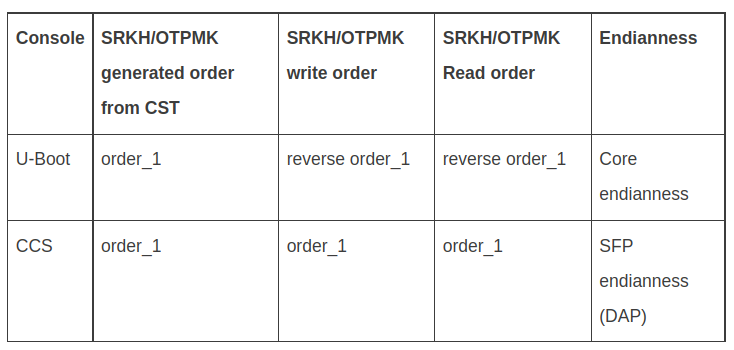 Console SRKH/OTPMK generated order from CST SRKH/OTPMK write order SRKH/OTPMK Read order Endianness
U-Boot order_1 reverse order_1 reverse order_1 Core endianness
CCS order_1 order_1 order_1 SFP endianness (DAP)